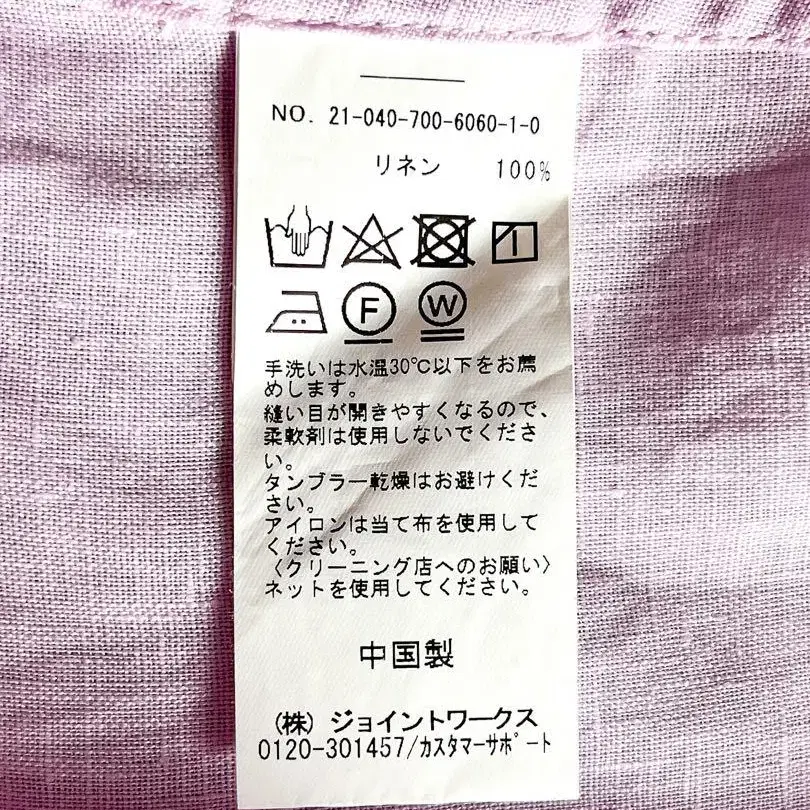 NO. 21-040-700-6060-1-0
リネン 100%
F W
手洗いは水温30℃以下をお薦
めします。
縫い目が開きやすくなるので、
柔軟剤は使用しないでくださ
い。
タンブラー乾燥はお避けくだ
さい。
アイロンは当て布を使用して
ください。
〈クリーニング店へのお願い〉
ネットを使用してください。
中国製
(株) ジョイントワークス
0120-301457/カスタマーサポート